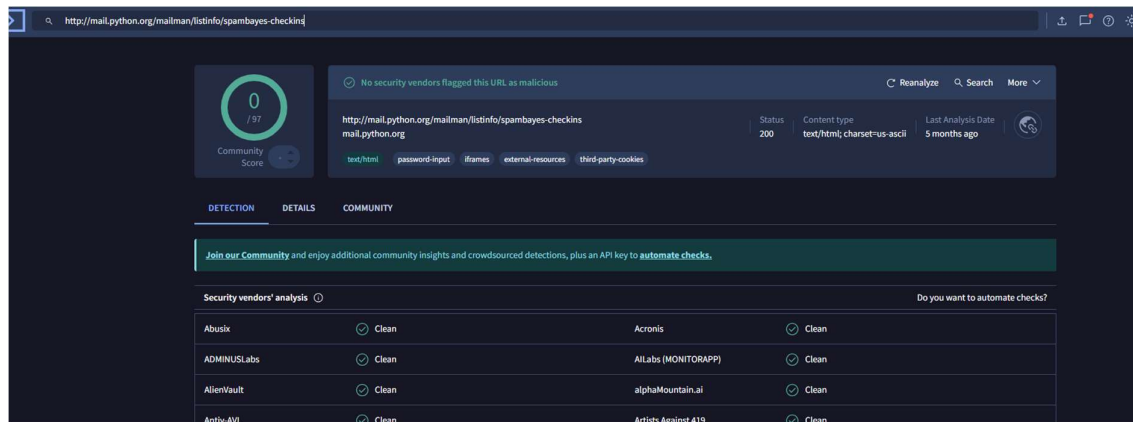 http://mail.python.org/mailman/listinfo/spambayes-checkins
0
/ 97
Community
Score
No security vendors flagged this URL as malicious
Reanalyze Search More
http://mail.python.org/mailman/listinfo/spambayes-checkins
mail.python.org
Status
200
Content type
text/html; charset=us-ascii
Last Analysis Date
5 months ago
text/html password-input iframes external-resources third-party-cookies
DETECTION DETAILS COMMUNITY
Join our Community and enjoy additional community insights and crowdsourced detections, plus an API key to automate checks.
Security vendors' analysis Do you want to automate checks?
Abusix Clean Acronis Clean
ADMINUSLabs Clean AILabs (MONITORAPP) Clean
AlienVault Clean alphaMountain.ai Clean
Antiy-AVL Clean Artists Against 419 Clean